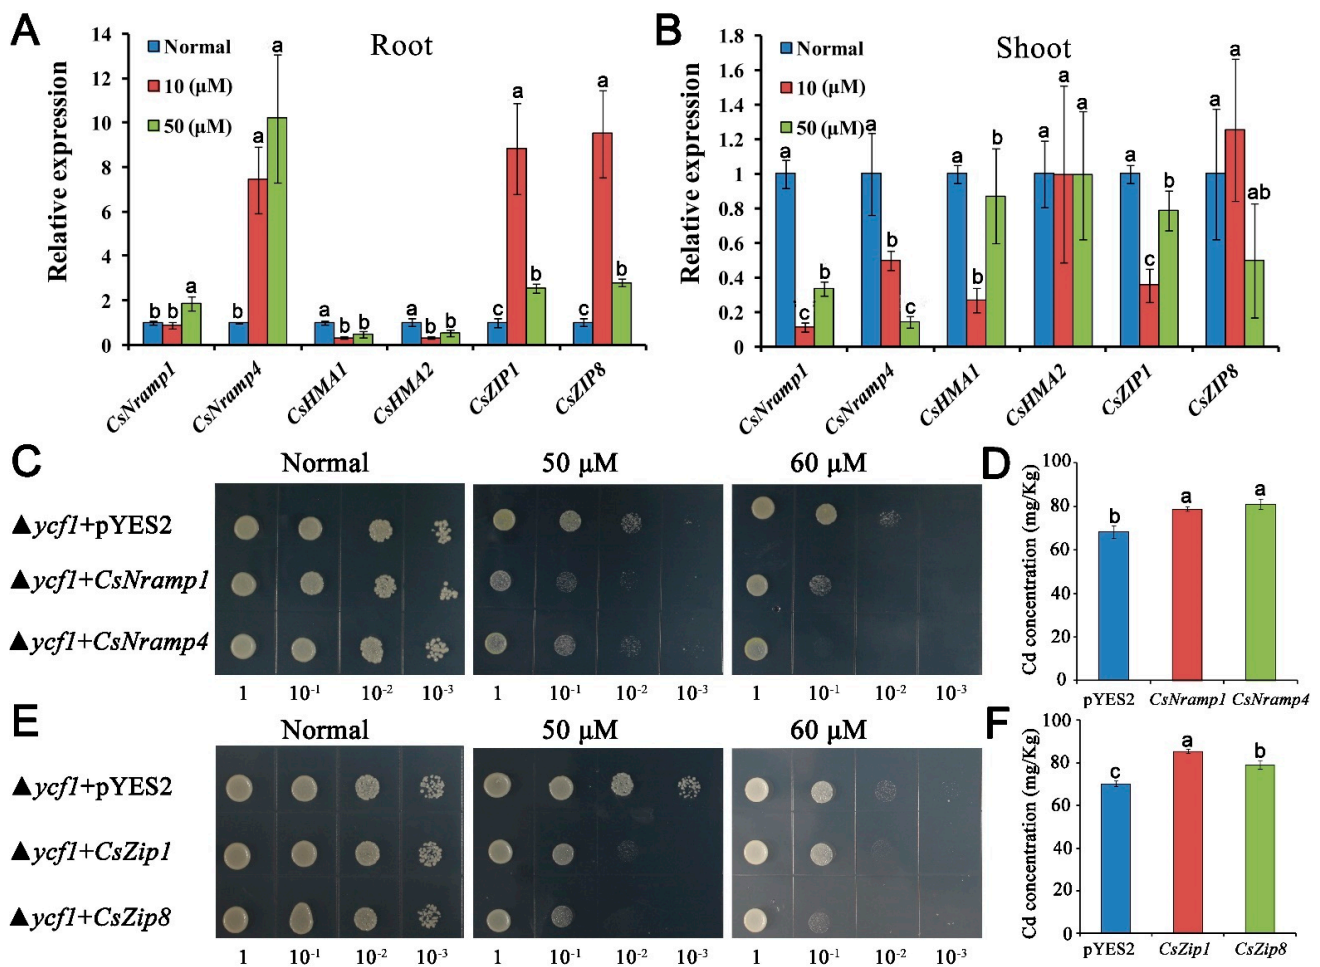 A
Root
Relative expression
14
12
10
8
6
4
2
0
Normal
10 (μM)
50 (μM)
b b a
b a a
a b b
a b b
c a b
c a b
CsNramp1 CsNramp4 CsHMA1 CsHMA2 CsZIP1 CsZIP8
B
Shoot
Relative expression
1.8
1.6
1.4
1.2
1
0.8
0.6
0.4
0.2
0
Normal
10 (μM)
50 (μM)
a c b
a b c
a b b
a a a
a c b
a a ab
CsNramp1 CsNramp4 CsHMA1 CsHMA2 CsZIP1 CsZIP8
C
Normal 50 μM 60 μM
▲ycf1+pYES2
▲ycf1+CsNramp1
▲ycf1+CsNramp4
1 10⁻¹ 10⁻² 10⁻³ 1 10⁻¹ 10⁻² 10⁻³ 1 10⁻¹ 10⁻² 10⁻³
D
Cd concentration (mg/Kg)
100
80
60
40
20
0
b a a
pYES2 CsNramp1 CsNramp4
E
Normal 50 μM 60 μM
▲ycf1+pYES2
▲ycf1+CsZip1
▲ycf1+CsZip8
1 10⁻¹ 10⁻² 10⁻³ 1 10⁻¹ 10⁻² 10⁻³ 1 10⁻¹ 10⁻² 10⁻³
F
Cd concentration (mg/Kg)
100
80
60
40
20
0
c a b
pYES2 CsZip1 CsZip8